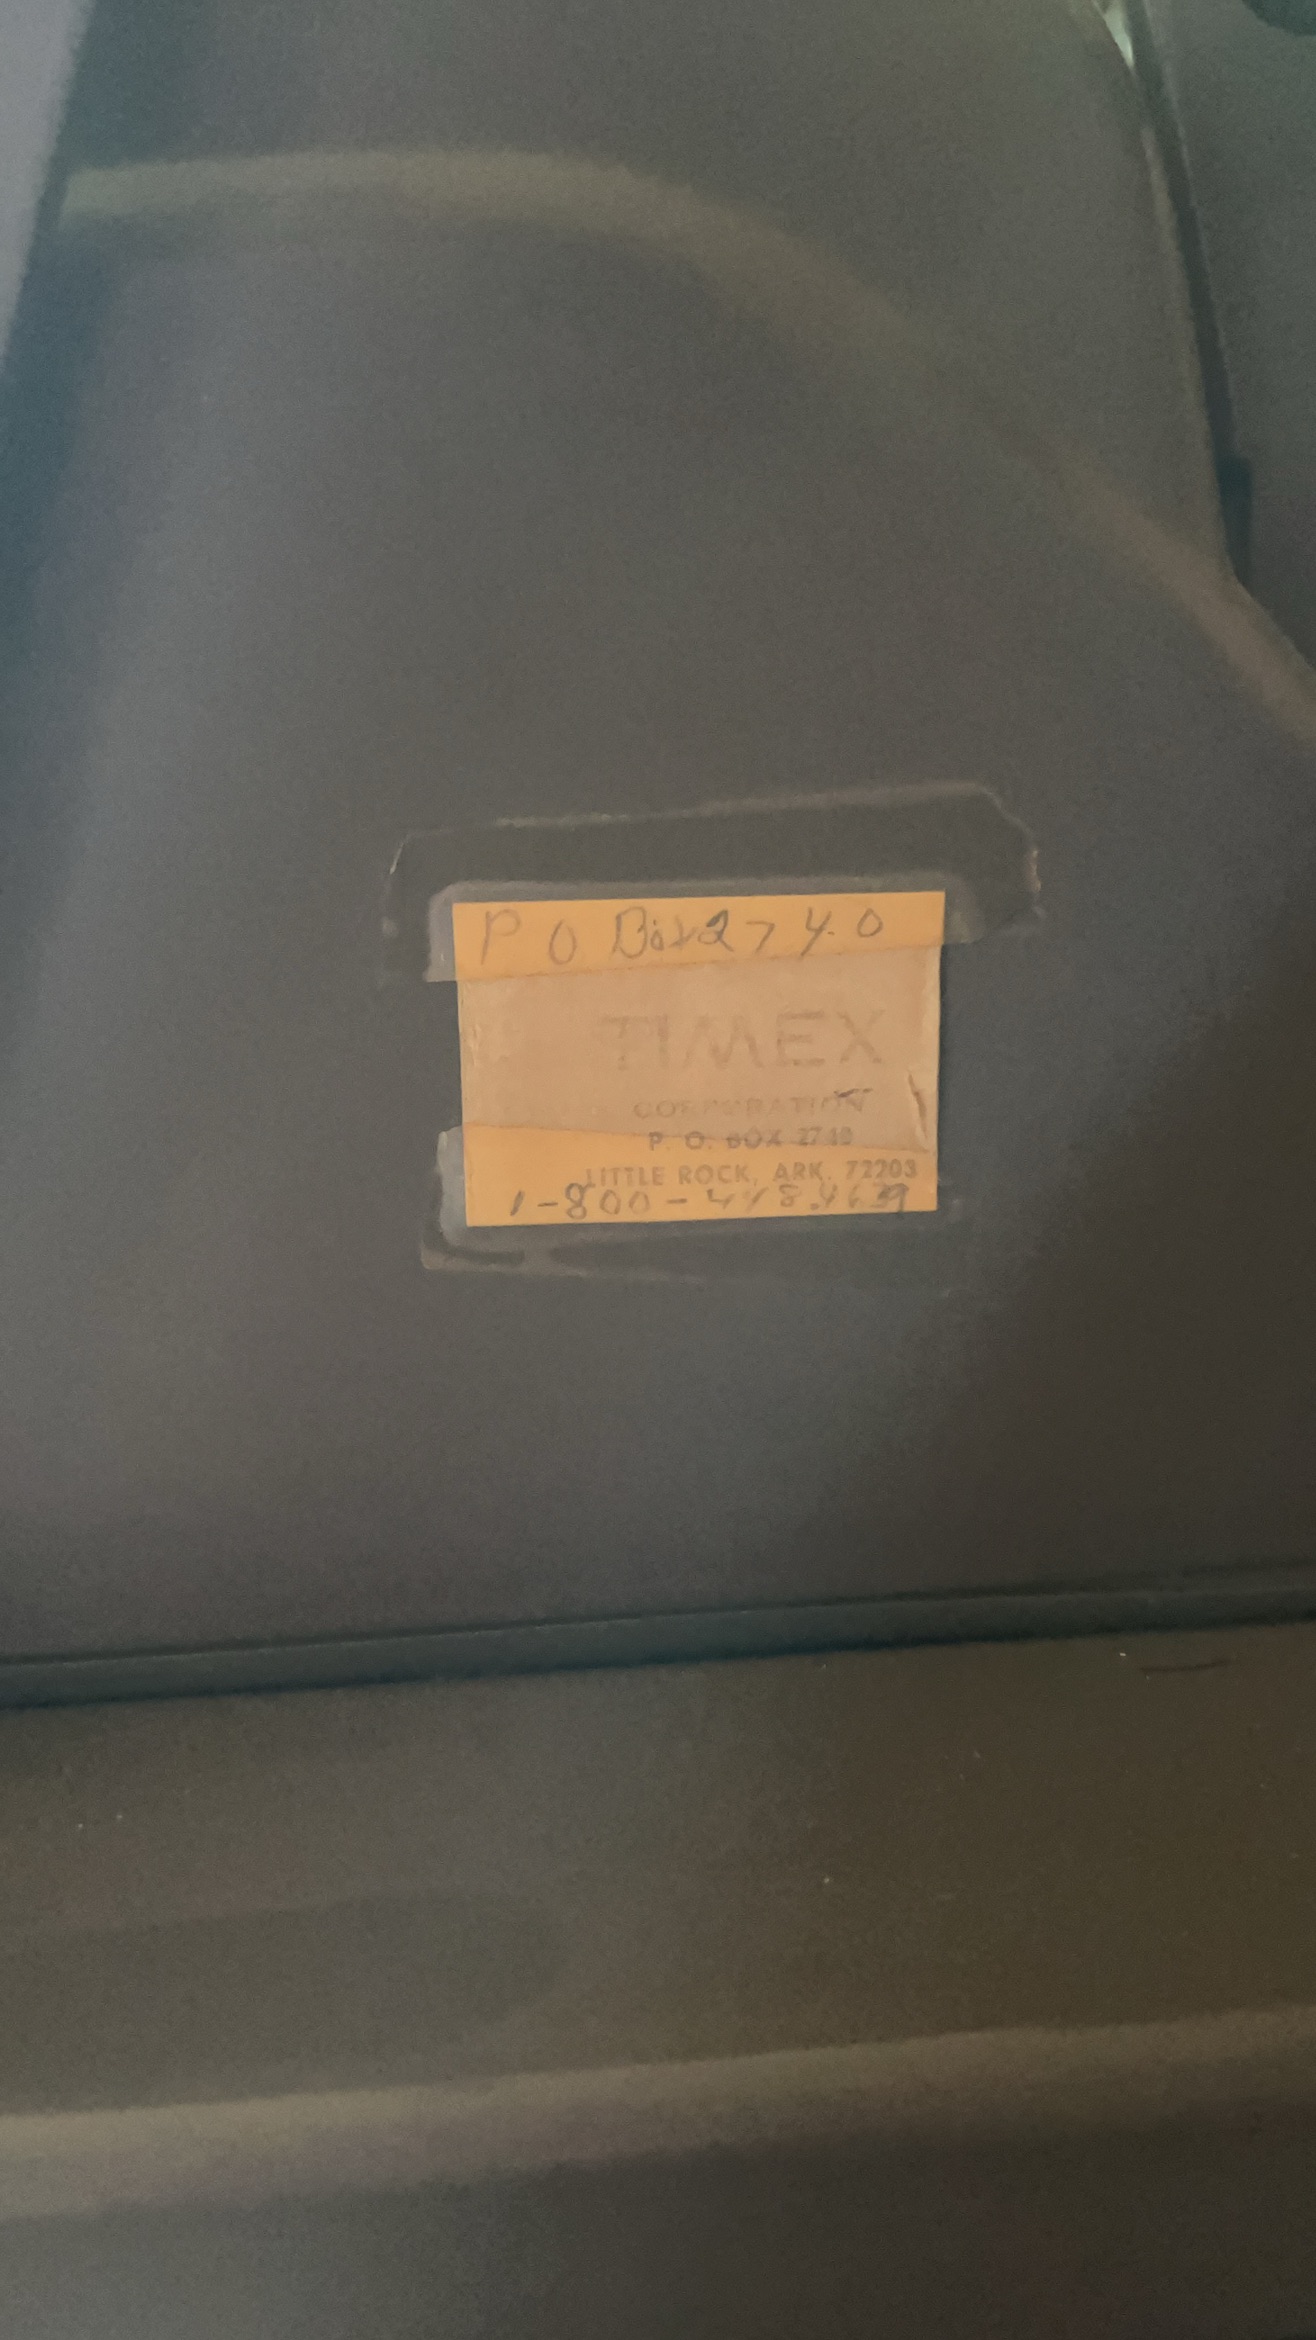 P O Box 2740
TIMEX
CORPORATION
P. O. BOX 2740
LITTLE ROCK, ARK. 72203
1-800-448-4639